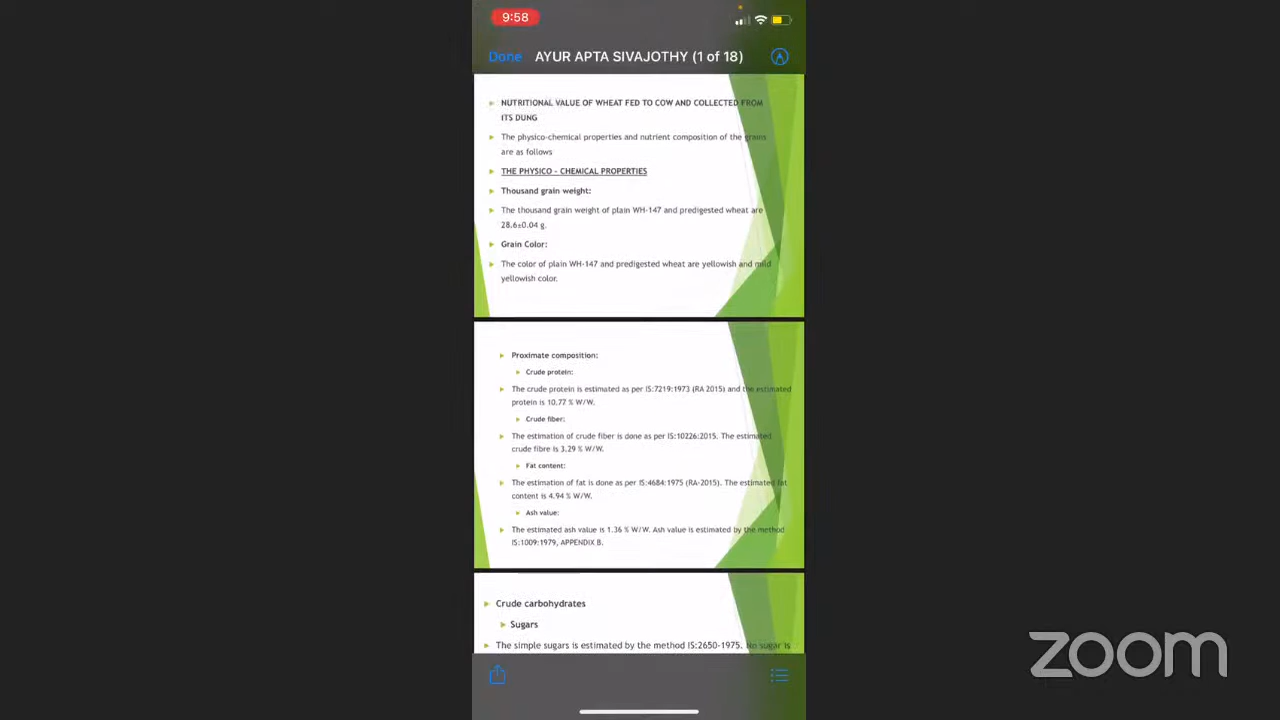 9:58
Done AYUR APTA SIVAJOTHY (1 of 18)
NUTRITIONAL VALUE OF WHEAT FED TO COW AND COLLECTED FROM
ITS DUNG
The physico-chemical properties and nutrient composition of the grains
are as follows
THE PHYSICO - CHEMICAL PROPERTIES
Thousand grain weight:
The thousand grain weight of plain WH-147 and predigested wheat are
28.6±0.04 g.
Grain Color:
The color of plain WH-147 and predigested wheat are yellowish and mild
yellowish color.
Proximate composition:
Crude protein:
The crude protein is estimated as per IS:7219:1973 (RA 2015) and the estimated
protein is 10.77 % W/W.
Crude fiber:
The estimation of crude fiber is done as per IS:10226:2015. The estimated
crude fibre is 3.29 % W/W.
Fat content:
The estimation of fat is done as per IS:4684:1975 (RA-2015). The estimated fat
content is 4.94 % W/W.
Ash value:
The estimated ash value is 1.36 % W/W. Ash value is estimated by the method
IS:1009:1979, APPENDIX B.
Crude carbohydrates
Sugars
The simple sugars is estimated by the method IS:2650-1975. No sugar is
zoom